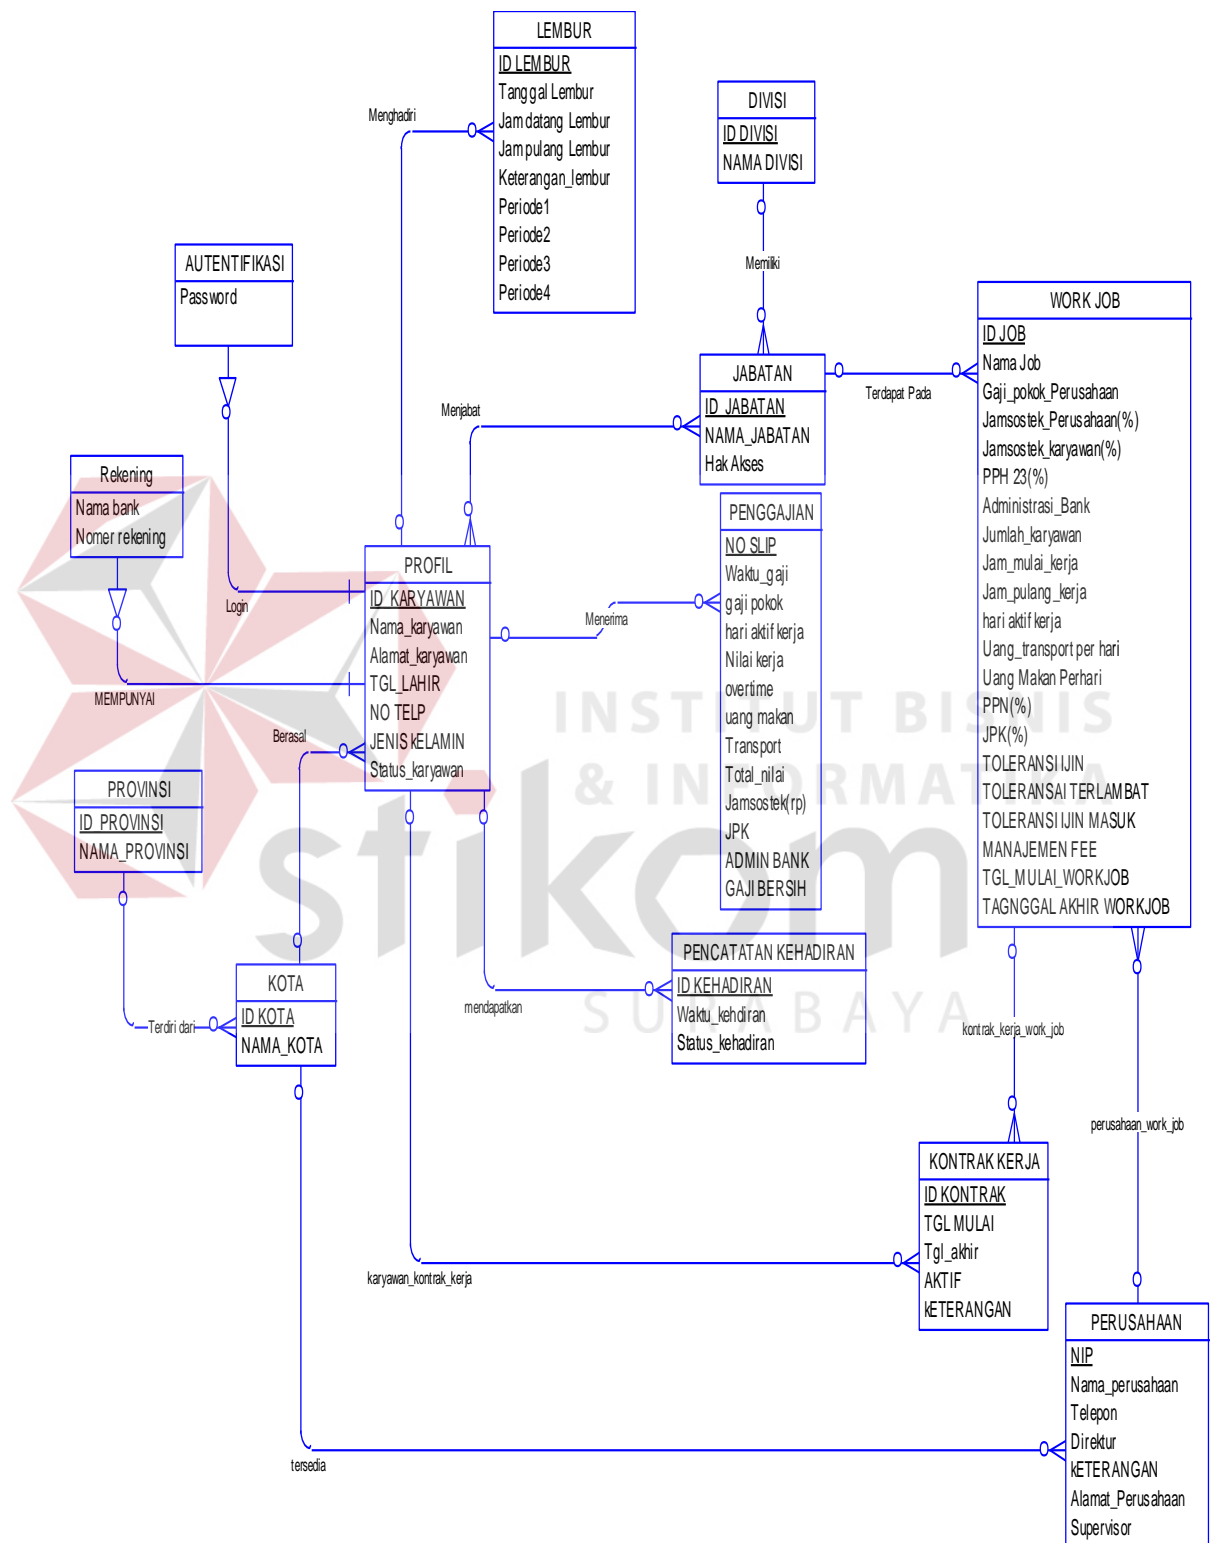 LEMBUR
ID LEMBUR
Tanggal Lembur
Jam datang Lembur
Jam pulang Lembur
Keterangan_lembur
Periode1
Periode2
Periode3
Periode4
Menghadiri
DIVISI
ID DIVISI
NAMA DIVISI
Memiliki
AUTENTIFIKASI
Password
WORK JOB
ID JOB
Nama Job
Gaji_pokok_Perusahaan
Jamsostek_Perusahaan(%)
Jamsostek_karyawan(%)
PPH 23(%)
Administrasi_Bank
Jumlah_karyawan
Jam_mulai_kerja
Jam_pulang_kerja
hari aktif kerja
Uang_transport per hari
Uang Makan Perhari
PPN(%)
JPK(%)
TOLERANSI IJIN
TOLERANSAI TERLAMBAT
TOLERANSI IJIN MASUK
MANAJEMEN FEE
TGL_MULAI_WORKJOB
TAGNGGAL AKHIR WORKJOB
JABATAN
ID_JABATAN
NAMA_JABATAN
Hak Akses
Terdapat Pada
Menjabat
Rekening
Nama bank
Nomer rekening
PENGGAJIAN
NO SLIP
Waktu_gaji
gaji pokok
hari aktif kerja
Nilai kerja
overtime
uang makan
Transport
Total_nilai
Jamsostek(rp)
JPK
ADMIN BANK
GAJI BERSIH
PROFIL
ID_KARYAWAN
Nama_karyawan
Alamat_karyawan
TGL_LAHIR
NO TELP
JENIS kELAMIN
Status_karyawan
Login
Menerima
MEMPUNYAI
Berasal
PROVINSI
ID_PROVINSI
NAMA_PROVINSI
INSTITUT BISNIS
& INFORMATIKA
stikom
SURABAYA
PENCATATAN KEHADIRAN
ID KEHADIRAN
Waktu_kehdiran
Status_kehadiran
mendapatkan
KOTA
ID KOTA
NAMA_KOTA
Terdiri dari
kontrak_kerja_work_job
perusahaan_work_job
KONTRAK KERJA
ID KONTRAK
TGL MULAI
Tgl_akhir
AKTIF
kETERANGAN
karyawan_kontrak_kerja
PERUSAHAAN
NIP
Nama_perusahaan
Telepon
Direktur
kETERANGAN
Alamat_Perusahaan
Supervisor
tersedia